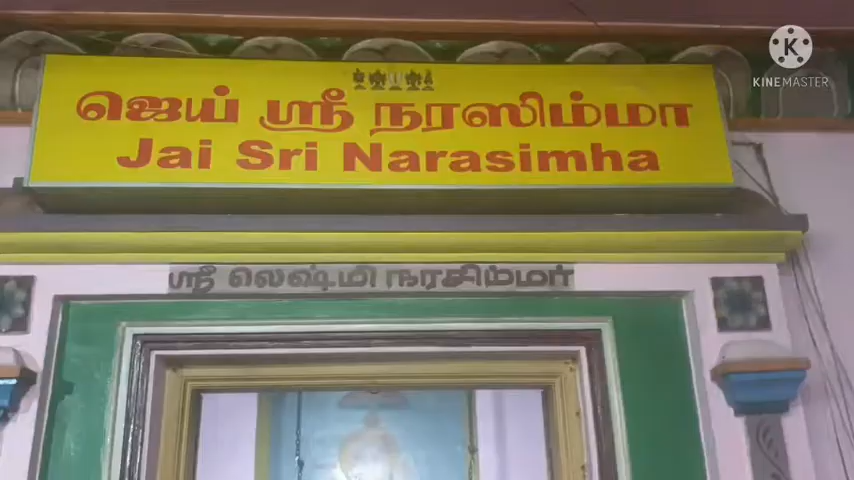 K
KINEMASTER
ஜெய் ஸ்ரீ நரஸிம்மா
Jai Sri Narasimha
ஸ்ரீ லெஷ்மி நரசிம்மர்